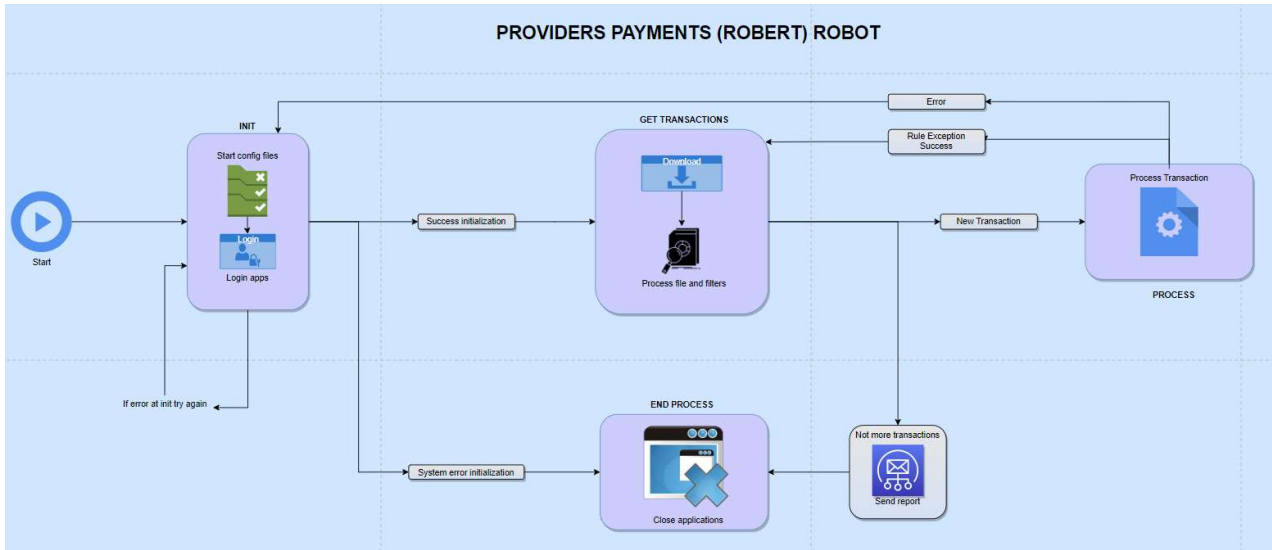 PROVIDERS PAYMENTS (ROBERT) ROBOT
Error
INIT
GET TRANSACTIONS
Rule Exception
Success
Start config files
Download
Process Transaction
Success initialization
New Transaction
Login
Start
Login apps
Process file and filters
PROCESS
If error at init try again
END PROCESS
Not more transactions
System error initialization
Send report
Close applications